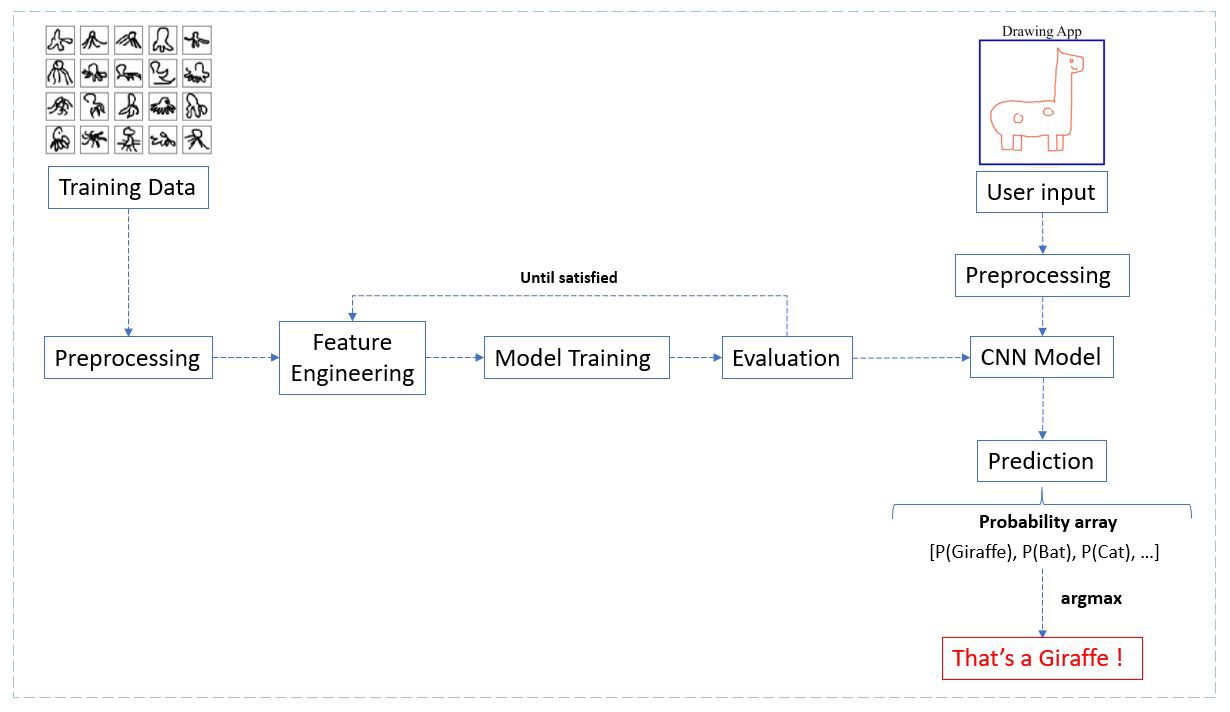 Drawing App
Training Data
User input
Preprocessing
Until satisfied
Preprocessing
Feature
Engineering
Model Training
Evaluation
CNN Model
Prediction
Probability array
[P(Giraffe), P(Bat), P(Cat), ...]
argmax
That's a Giraffe !